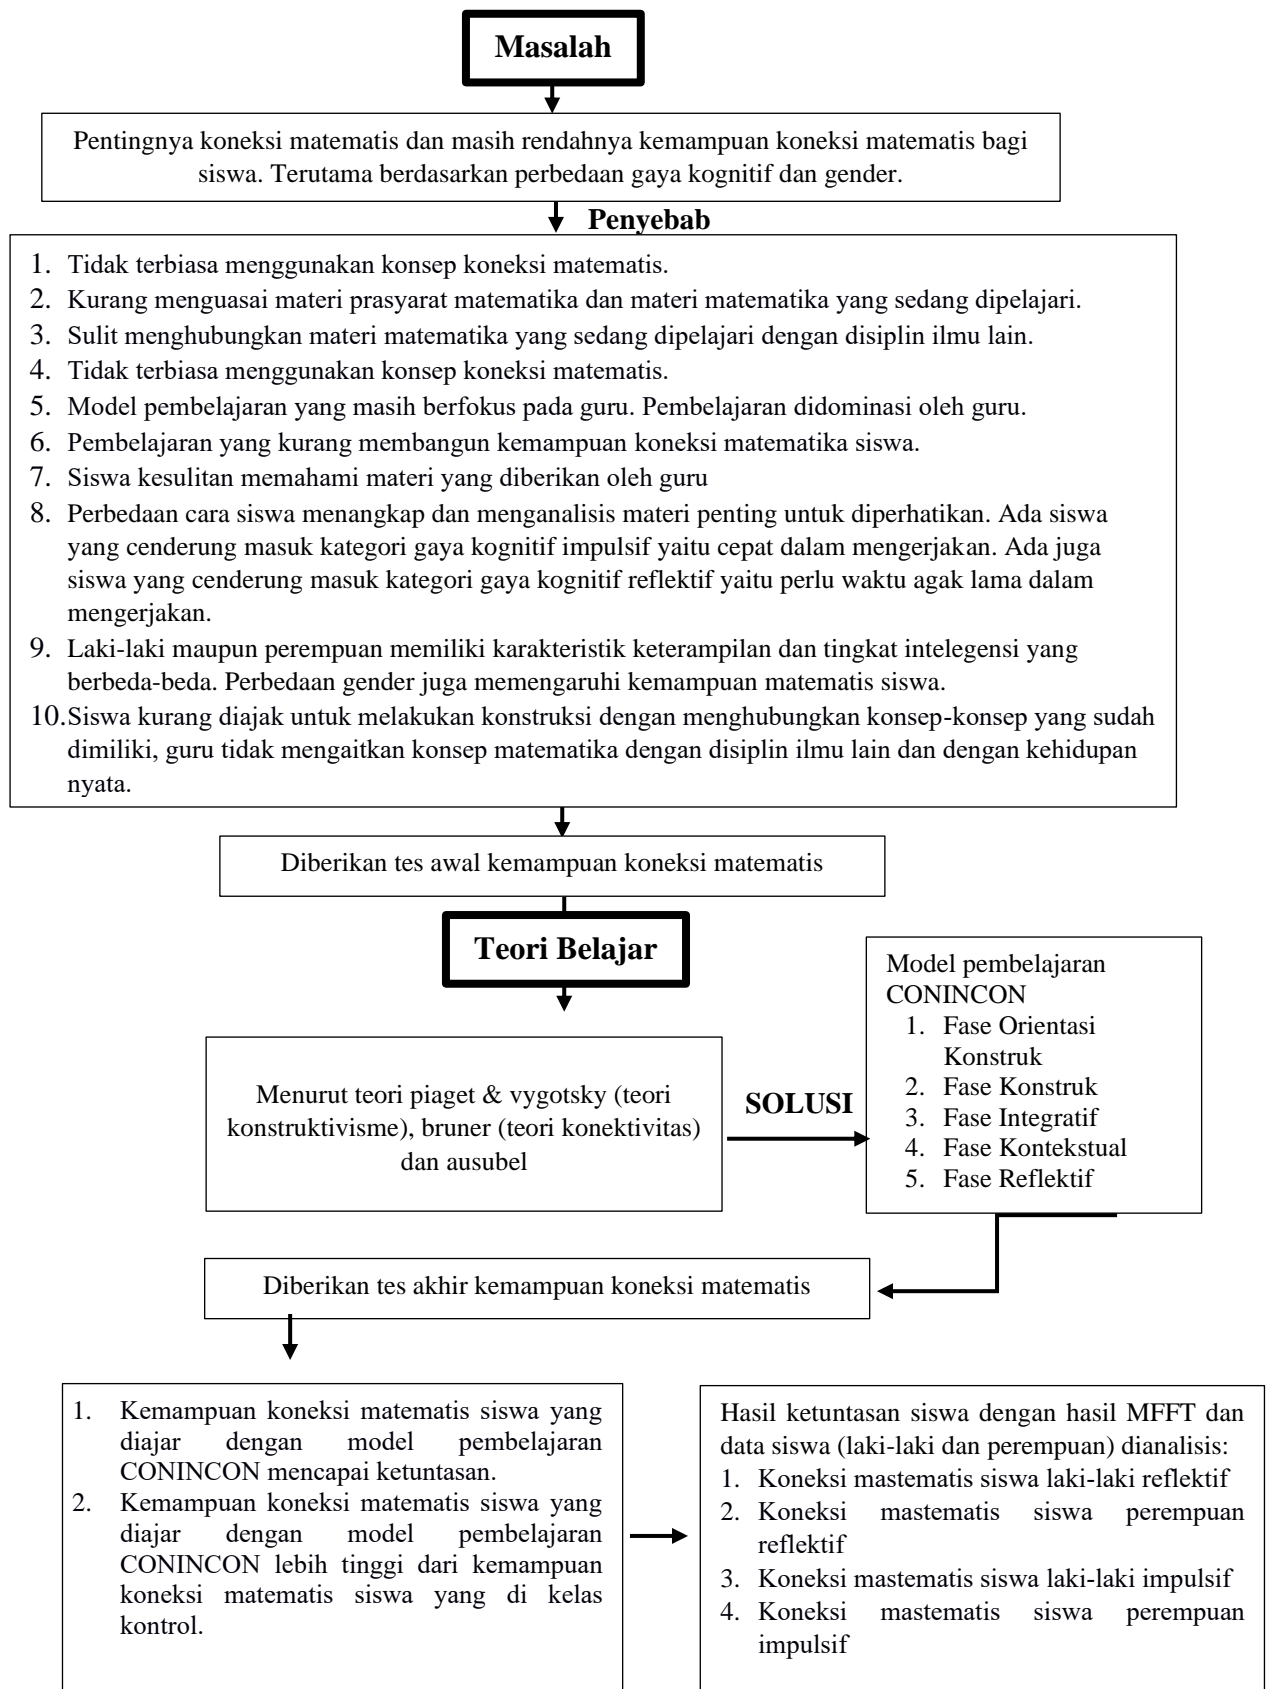 Masalah
Pentingnya koneksi matematis dan masih rendahnya kemampuan koneksi matematis bagi
siswa. Terutama berdasarkan perbedaan gaya kognitif dan gender.
Penyebab
1. Tidak terbiasa menggunakan konsep koneksi matematis.
2. Kurang menguasai materi prasyarat matematika dan materi matematika yang sedang dipelajari.
3. Sulit menghubungkan materi matematika yang sedang dipelajari dengan disiplin ilmu lain.
4. Tidak terbiasa menggunakan konsep koneksi matematis.
5. Model pembelajaran yang masih berfokus pada guru. Pembelajaran didominasi oleh guru.
6. Pembelajaran yang kurang membangun kemampuan koneksi matematika siswa.
7. Siswa kesulitan memahami materi yang diberikan oleh guru
8. Perbedaan cara siswa menangkap dan menganalisis materi penting untuk diperhatikan. Ada siswa
yang cenderung masuk kategori gaya kognitif impulsif yaitu cepat dalam mengerjakan. Ada juga
siswa yang cenderung masuk kategori gaya kognitif reflektif yaitu perlu waktu agak lama dalam
mengerjakan.
9. Laki-laki maupun perempuan memiliki karakteristik keterampilan dan tingkat intelegensi yang
berbeda-beda. Perbedaan gender juga memengaruhi kemampuan matematis siswa.
10. Siswa kurang diajak untuk melakukan konstruksi dengan menghubungkan konsep-konsep yang sudah
dimiliki, guru tidak mengaitkan konsep matematika dengan disiplin ilmu lain dan dengan kehidupan
nyata.
Diberikan tes awal kemampuan koneksi matematis
Teori Belajar
Menurut teori piaget & vygotsky (teori
konstruktivisme), bruner (teori konektivitas)
dan ausubel
SOLUSI
Model pembelajaran
CONINCON
1. Fase Orientasi
Konstruk
2. Fase Konstruk
3. Fase Integratif
4. Fase Kontekstual
5. Fase Reflektif
Diberikan tes akhir kemampuan koneksi matematis
1. Kemampuan koneksi matematis siswa yang
diajar dengan model pembelajaran
CONINCON mencapai ketuntasan.
2. Kemampuan koneksi matematis siswa yang
diajar dengan model pembelajaran
CONINCON lebih tinggi dari kemampuan
koneksi matematis siswa yang di kelas
kontrol.
Hasil ketuntasan siswa dengan hasil MFFT dan
data siswa (laki-laki dan perempuan) dianalisis:
1. Koneksi mastematis siswa laki-laki reflektif
2. Koneksi mastematis siswa perempuan
reflektif
3. Koneksi mastematis siswa laki-laki impulsif
4. Koneksi mastematis siswa perempuan
impulsif